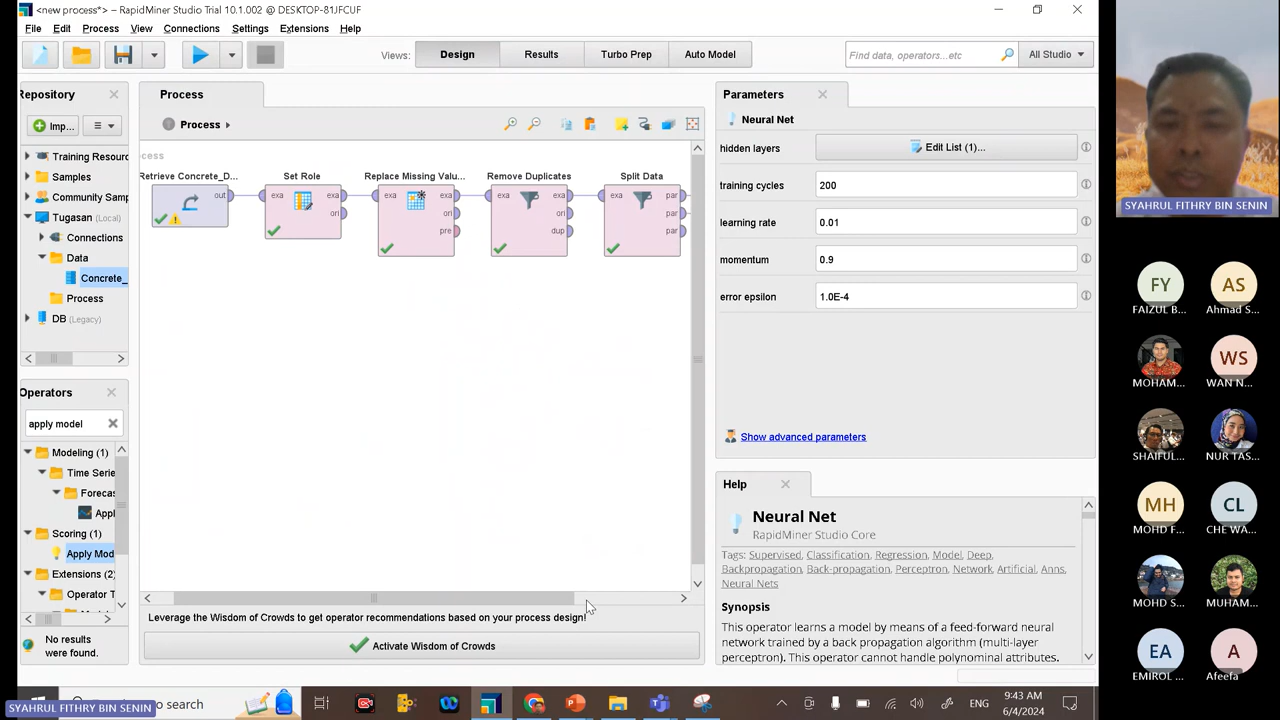 <new process*> – RapidMiner Studio Trial 10.1.002 @ DESKTOP-81JFCUF
File Edit Process View Connections Settings Extensions Help
Views: Design Results Turbo Prep Auto Model
Find data, operators...etc
All Studio
Repository
Imp...
Training Resourc
Samples
Community Samp
Tugasan (Local)
Connections
Data
Concrete_
Process
DB (Legacy)
Operators
apply model
Modeling (1)
Time Serie
Forecas
Appl
Scoring (1)
Apply Mod
Extensions (2)
Operator T
No results
were found.
Process
Process
ocess
Retrieve Concrete_D...
out
Set Role
exa exa
ori
Replace Missing Valu...
exa exa
ori
pre
Remove Duplicates
exa exa
ori
dup
Split Data
exa par
par
par
Leverage the Wisdom of Crowds to get operator recommendations based on your process design!
Activate Wisdom of Crowds
Parameters
Neural Net
hidden layers Edit List (1)...
training cycles 200
learning rate 0.01
momentum 0.9
error epsilon 1.0E-4
Show advanced parameters
Help
Neural Net
RapidMiner Studio Core
Tags: Supervised, Classification, Regression, Model, Deep,
Backpropagation, Back-propagation, Perceptron, Network, Artificial, Anns,
Neural Nets
Synopsis
This operator learns a model by means of a feed-forward neural
network trained by a back propagation algorithm (multi-layer
perceptron). This operator cannot handle polynominal attributes.
SYAHRUL FITHRY BIN SENIN
FY
FAIZUL B...
AS
Ahmad S...
MOHAM...
WS
WAN N...
SHAIFUL...
NUR TAS...
MH
MOHD F...
CL
CHE WA...
MOHD S...
MUHAM...
EA
EMIROL ...
A
Afeefa
SYAHRUL FITHRY BIN SENIN
o search
ENG
9:43 AM
6/4/2024